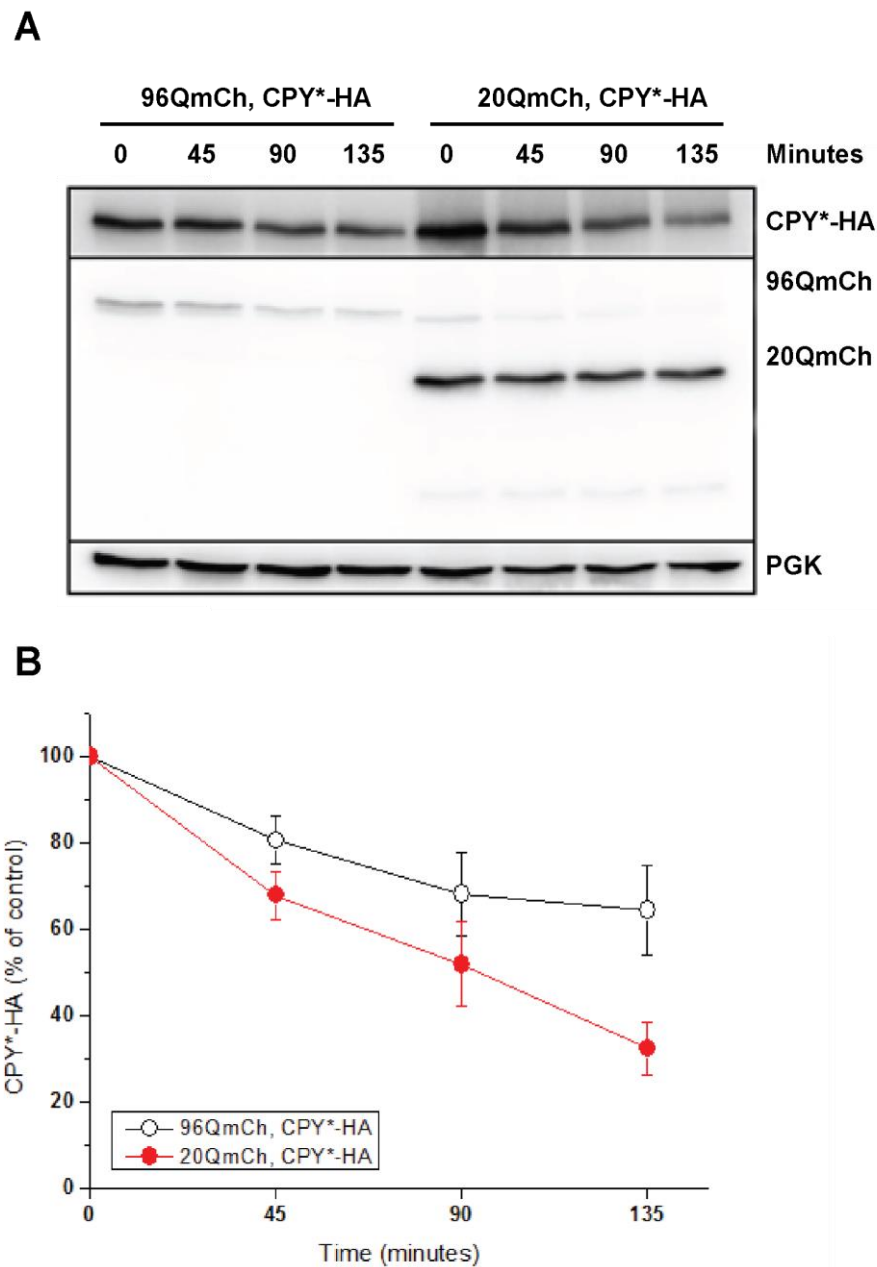 A
96QmCh, CPY*-HA 20QmCh, CPY*-HA
0 45 90 135 0 45 90 135 Minutes
CPY*-HA
96QmCh
20QmCh
PGK
B
100
80
60
40
20
0
CPY*-HA (% of control)
96QmCh, CPY*-HA
20QmCh, CPY*-HA
0 45 90 135
Time (minutes)